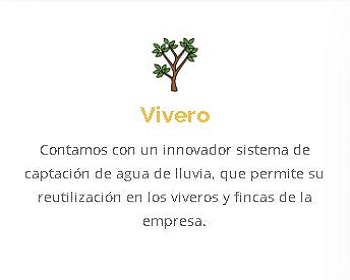 Vivero
Contamos con un innovador sistema de
captación de agua de lluvia, que permite su
reutilización en los viveros y fincas de la
empresa.